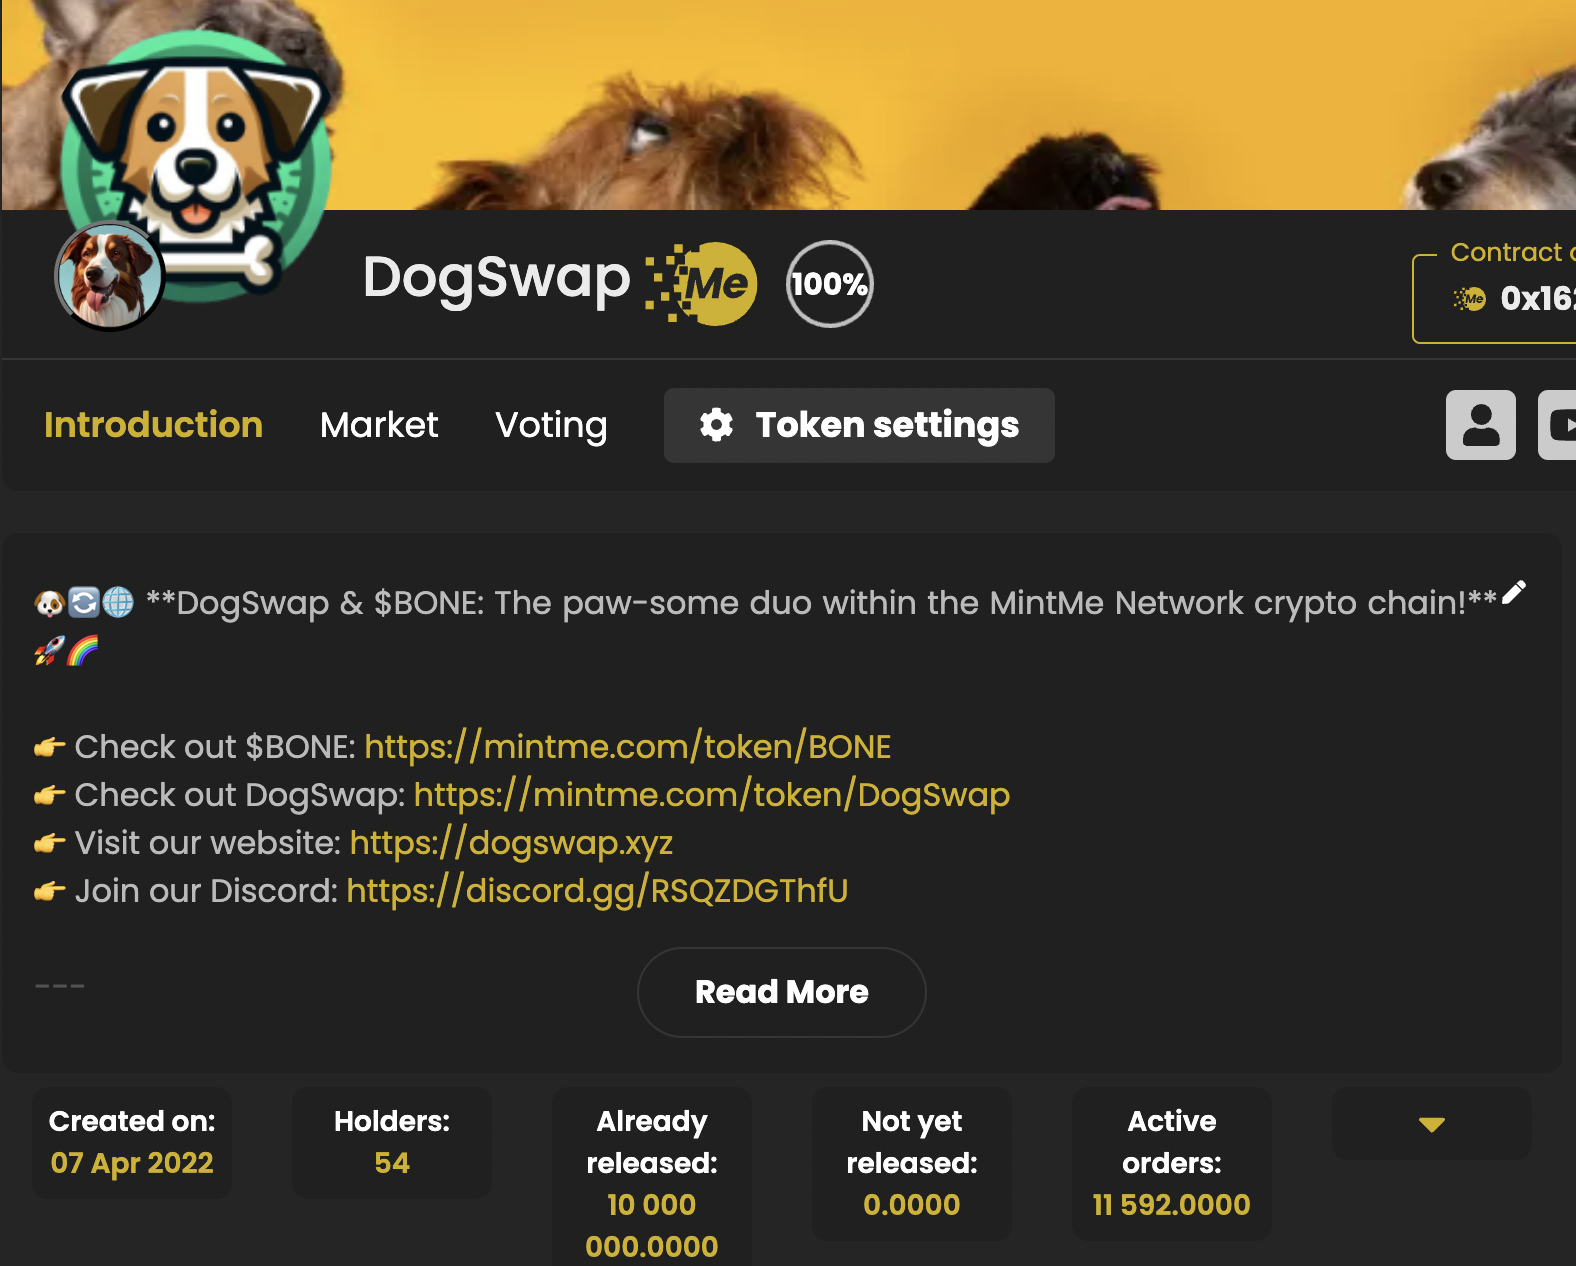 DogSwap Me 100%
Contract
Me 0x16
Introduction Market Voting Token settings
**DogSwap & $BONE: The paw-some duo within the MintMe Network crypto chain!**
Check out $BONE: https://mintme.com/token/BONE
Check out DogSwap: https://mintme.com/token/DogSwap
Visit our website: https://dogswap.xyz
Join our Discord: https://discord.gg/RSQZDGThfU
---
Read More
Created on:
07 Apr 2022
Holders:
54
Already
released:
10 000
000.0000
Not yet
released:
0.0000
Active
orders:
11 592.0000